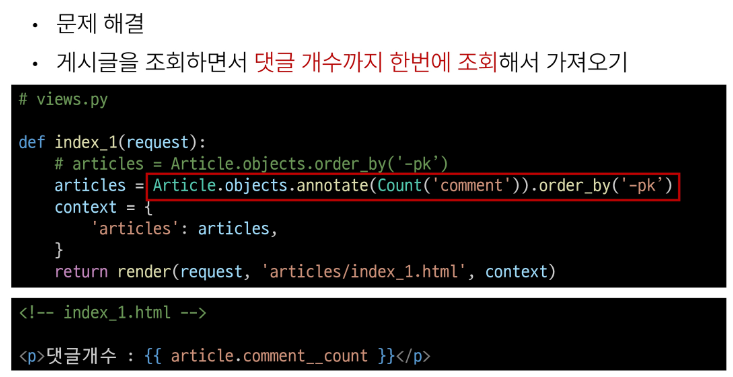 • 문제 해결
• 게시글을 조회하면서 댓글 개수까지 한번에 조회해서 가져오기
# views.py
def index_1(request):
    # articles = Article.objects.order_by('-pk’)
    articles = Article.objects.annotate(Count('comment')).order_by('-pk’)
    context = {
        'articles': articles,
    }
    return render(request, 'articles/index_1.html', context)
<!-- index_1.html -->
<p>댓글개수 : {{ article.comment__count }}</p>